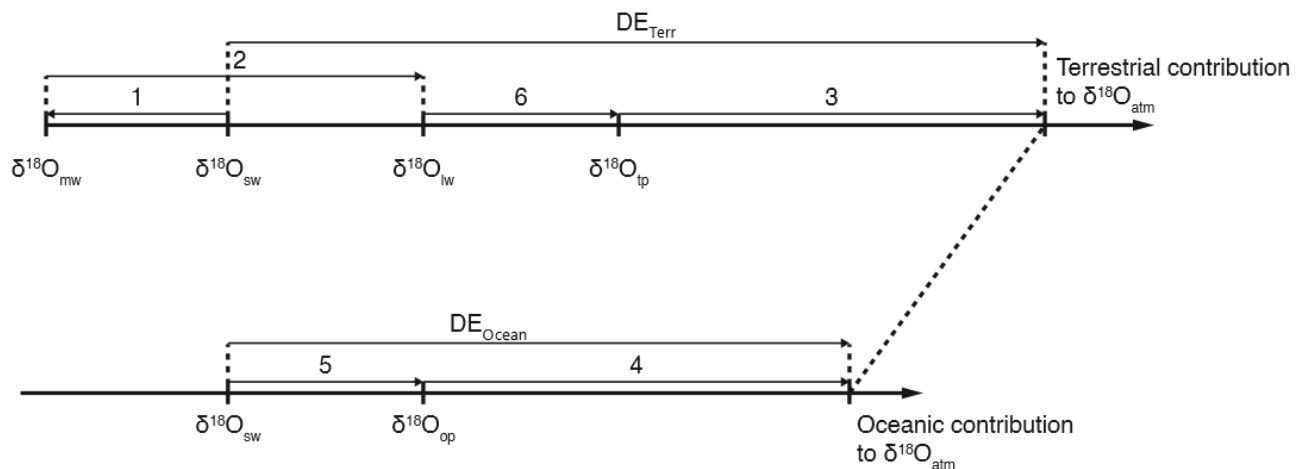 DE_Terr
2
Terrestrial contribution
to δ¹⁸O_atm
1
6
3
δ¹⁸O_mw
δ¹⁸O_sw
δ¹⁸O_lw
δ¹⁸O_tp
DE_Ocean
5
4
δ¹⁸O_sw
δ¹⁸O_op
Oceanic contribution
to δ¹⁸O_atm